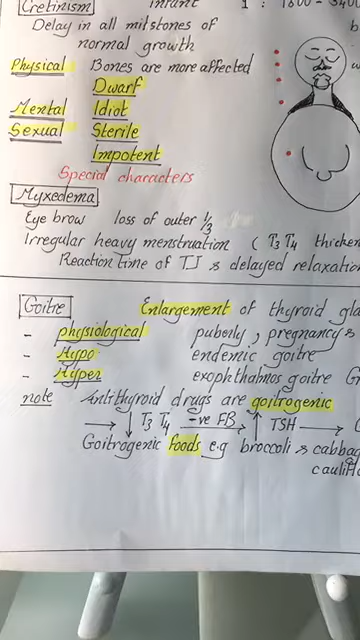 Cretinism infant 1 : 1800 - 3400
Delay in all milstones of
normal growth
Physical Bones are more affected
Dwarf
Mental Idiot
Sexual Sterile
Impotent
Special characters
Myxedema
Eye brow loss of outer 1/3
Irregular heavy menstruation ( T3 T4 thicken
Reaction time of TJ & delayed relaxation
Goitre Enlargement of thyroid gla
- physiological puberly, pregnancy &
- Hypo endemic goitre
- Hyper exophthalmos goitre G
note Antithyroid drugs are goitrogenic
→ ↓ T3 T4 -ve FB → ↑ TSH →
Goitrogenic foods e.g broccoli & cabbag
caulif